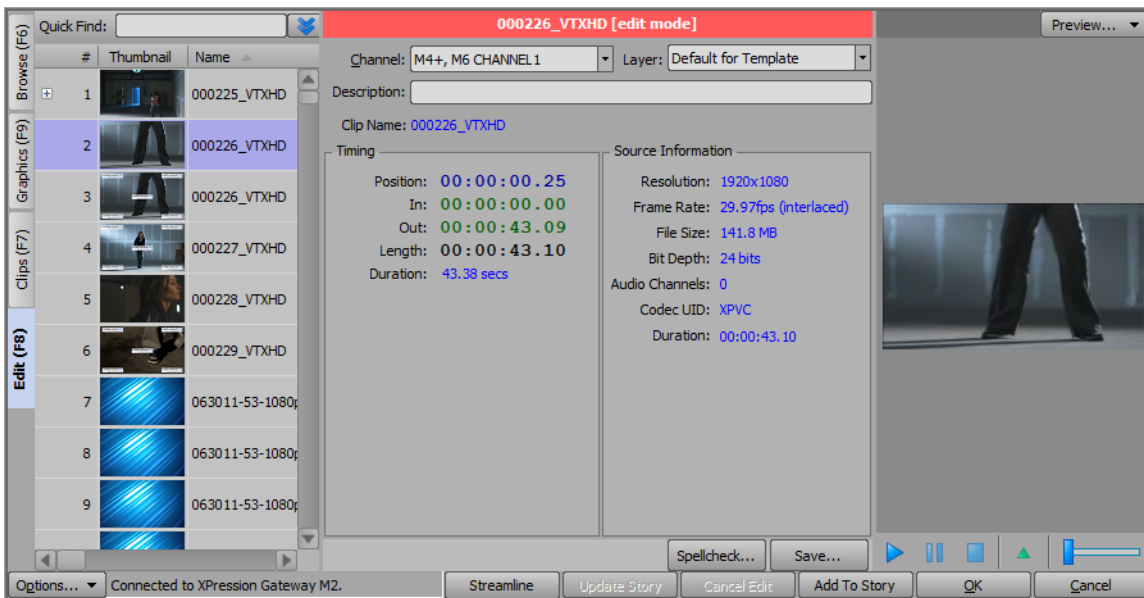 Quick Find:
000226_VTXHD [edit mode]
Preview...
Browse (F6)
Graphics (F9)
Clips (F7)
Edit (F8)
# Thumbnail Name
1 000225_VTXHD
2 000226_VTXHD
3 000226_VTXHD
4 000227_VTXHD
5 000228_VTXHD
6 000229_VTXHD
7 063011-53-1080p
8 063011-53-1080p
9 063011-53-1080p
Channel: M4+, M6 CHANNEL1 Layer: Default for Template
Description:
Clip Name: 000226_VTXHD
Timing
Position: 00:00:00.25
In: 00:00:00.00
Out: 00:00:43.09
Length: 00:00:43.10
Duration: 43.38 secs
Source Information
Resolution: 1920x1080
Frame Rate: 29.97fps (interlaced)
File Size: 141.8 MB
Bit Depth: 24 bits
Audio Channels: 0
Codec UID: XPVC
Duration: 00:00:43.10
Spellcheck... Save...
Options... Connected to XPression Gateway M2. Streamline Update Story Cancel Edit Add To Story OK Cancel